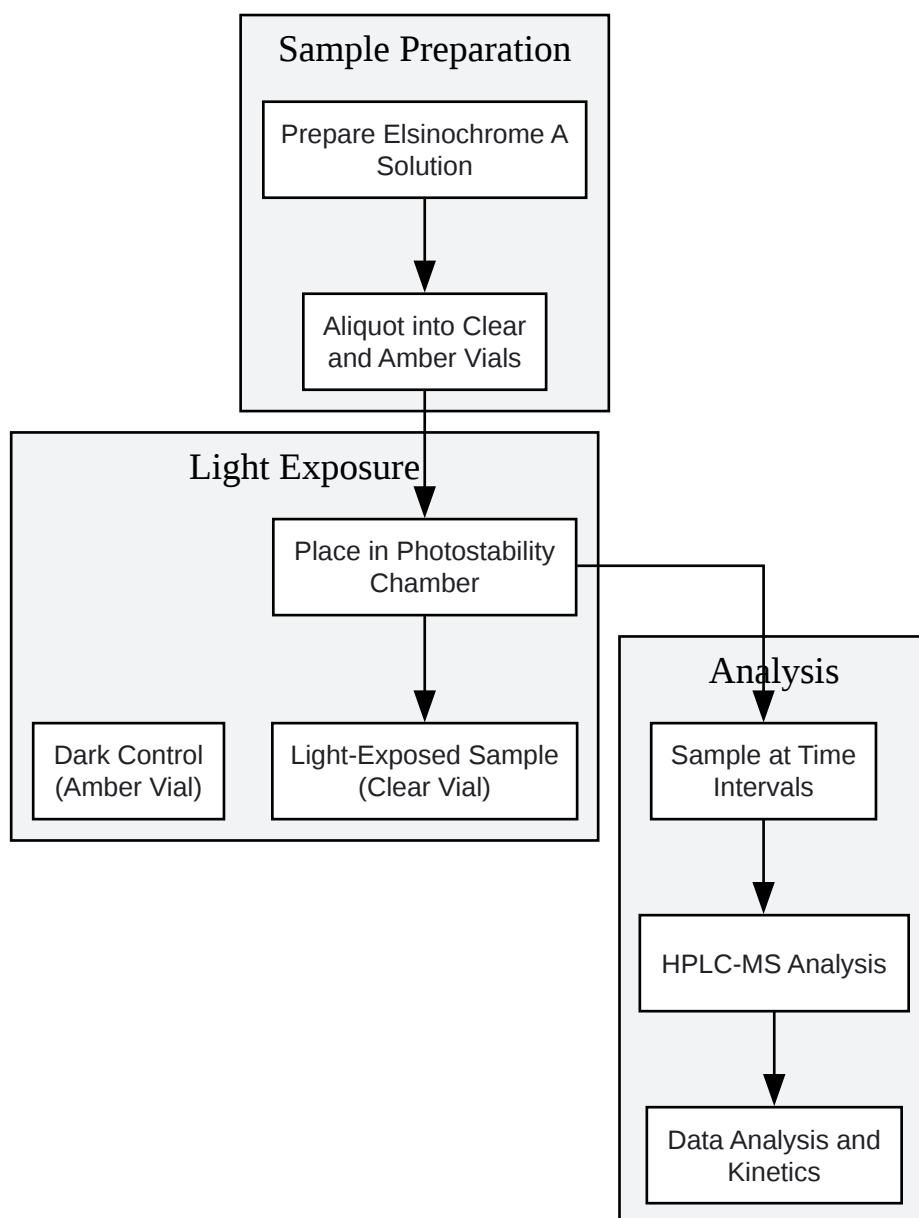 Sample Preparation
Prepare Elsinochrome A
Solution
Aliquot into Clear
and Amber Vials
Light Exposure
Place in Photostability
Chamber
Dark Control
(Amber Vial)
Light-Exposed Sample
(Clear Vial)
Analysis
Sample at Time
Intervals
HPLC-MS Analysis
Data Analysis and
Kinetics